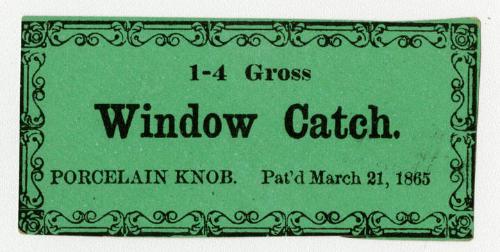 1-4 Gross
Window Catch.
PORCELAIN KNOB. Pat'd March 21, 1865